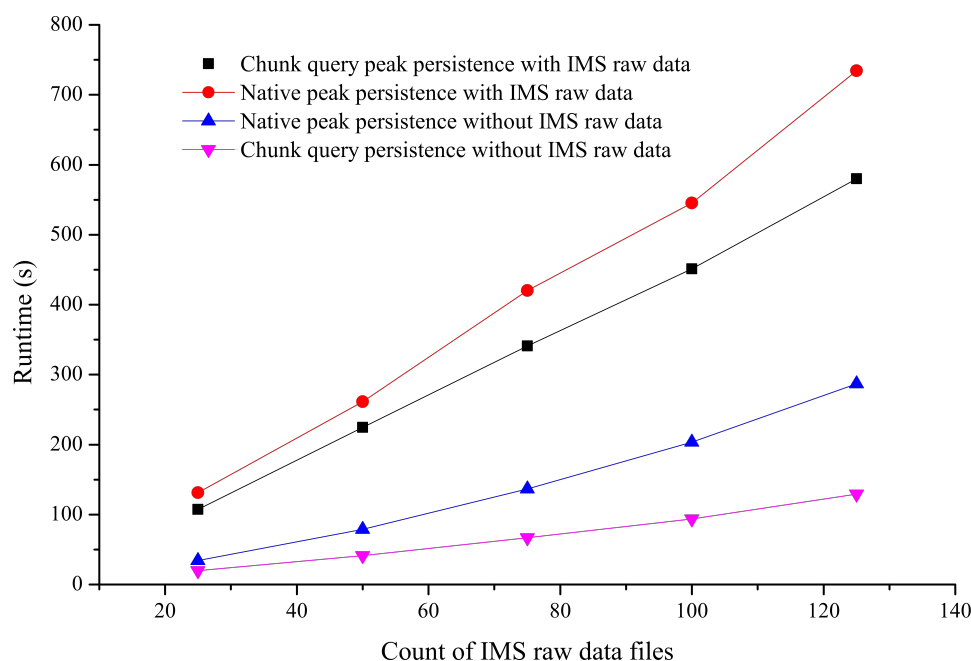 800
700
600
500
400
300
200
100
0
Runtime (s)
Chunk query peak persistence with IMS raw data
Native peak persistence with IMS raw data
Native peak persistence without IMS raw data
Chunk query persistence without IMS raw data
20 40 60 80 100 120 140
Count of IMS raw data files